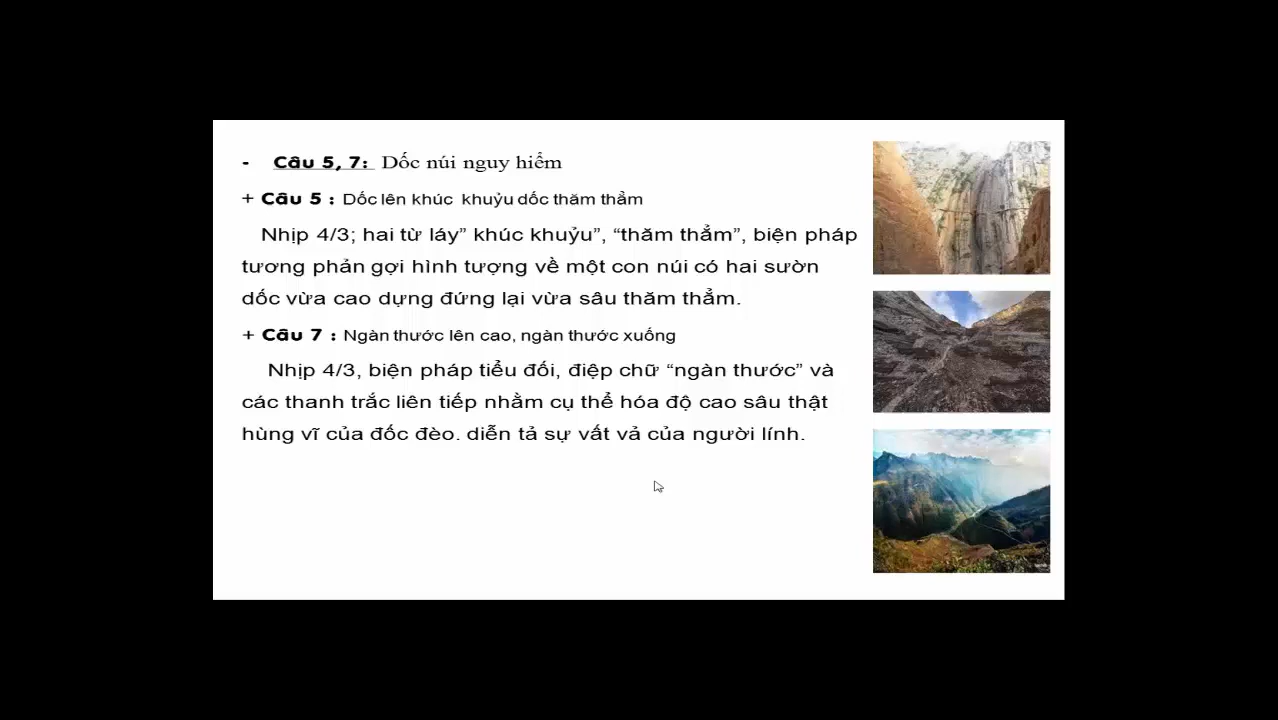 - Câu 5, 7: Dốc núi nguy hiểm
+ Câu 5 : Dốc lên khúc khuỷu dốc thăm thẳm
Nhịp 4/3; hai từ láy” khúc khuỷu”, “thăm thẳm”, biện pháp
tương phản gợi hình tượng về một con núi có hai sườn
dốc vừa cao dựng đứng lại vừa sâu thăm thẳm.
+ Câu 7 : Ngàn thước lên cao, ngàn thước xuống
Nhịp 4/3, biện pháp tiểu đối, điệp chữ “ngàn thước” và
các thanh trắc liên tiếp nhằm cụ thể hóa độ cao sâu thật
hùng vĩ của đốc đèo. diễn tả sự vất vả của người lính.